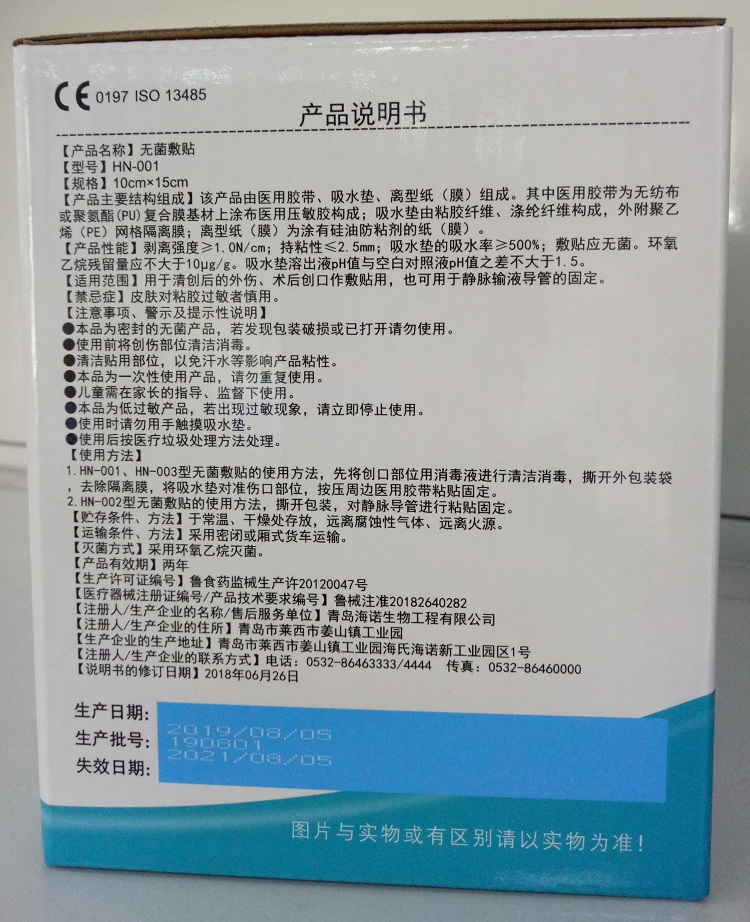 CE 0197 ISO 13485
产品说明书
【产品名称】无菌敷贴
【型号】HN-001
【规格】10cm×15cm
【产品主要结构组成】该产品由医用胶带、吸水垫、离型纸（膜）组成。其中医用胶带为无纺布
或聚氨酯(PU)复合膜基材上涂布医用压敏胶构成；吸水垫由粘胶纤维、涤纶纤维构成，外附聚乙
烯（PE）网格隔离膜；离型纸（膜）为涂有硅油防粘剂的纸（膜）。
【产品性能】剥离强度≥1.0N/cm；持粘性≤2.5mm；吸水垫的吸水率≥500%；敷贴应无菌。环氧
乙烷残留量应不大于10μg/g。吸水垫溶出液pH值与空白对照液pH值之差不大于1.5。
【适用范围】用于清创后的外伤、术后创口作敷贴用，也可用于静脉输液导管的固定。
【禁忌症】皮肤对粘胶过敏者慎用。
【注意事项、警示及提示性说明】
●本品为密封的无菌产品，若发现包装破损或已打开请勿使用。
●使用前将创伤部位清洁消毒。
●清洁贴用部位，以免汗水等影响产品粘性。
●本品为一次性使用产品，请勿重复使用。
●儿童需在家长的指导、监督下使用。
●本品为低过敏产品，若出现过敏现象，请立即停止使用。
●使用时请勿用手触摸吸水垫。
●使用后按医疗垃圾处理方法处理。
【使用方法】
1.HN-001、HN-003型无菌敷贴的使用方法，先将创口部位用消毒液进行清洁消毒，撕开外包装袋
，去除隔离膜，将吸水垫对准伤口部位，按压周边医用胶带粘贴固定。
2.HN-002型无菌敷贴的使用方法，撕开包装，对静脉导管进行粘贴固定。
【贮存条件、方法】于常温、干燥处存放，远离腐蚀性气体、远离火源。
【运输条件、方法】采用密闭或厢式货车运输。
【灭菌方式】采用环氧乙烷灭菌。
【产品有效期】两年
【生产许可证编号】鲁食药监械生产许20120047号
【医疗器械注册证编号/产品技术要求编号】鲁械注准20182640282
【注册人/生产企业的名称/售后服务单位】青岛海诺生物工程有限公司
【注册人/生产企业的住所】青岛市莱西市姜山镇工业园
【生产企业的生产地址】青岛市莱西市姜山镇工业园海氏海诺新工业园区1号
【注册人/生产企业的联系方式】电话：0532-86463333/4444 传真：0532-86460000
【说明书的修订日期】2018年06月26日
生产日期：2019/08/05
生产批号：190801
失效日期：2021/08/05
图片与实物或有区别请以实物为准！